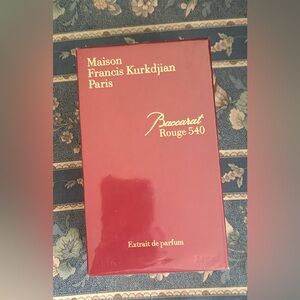 Maison
Francis Kurkdjian
Paris
Baccarat
Rouge 540
Extrait de parfum